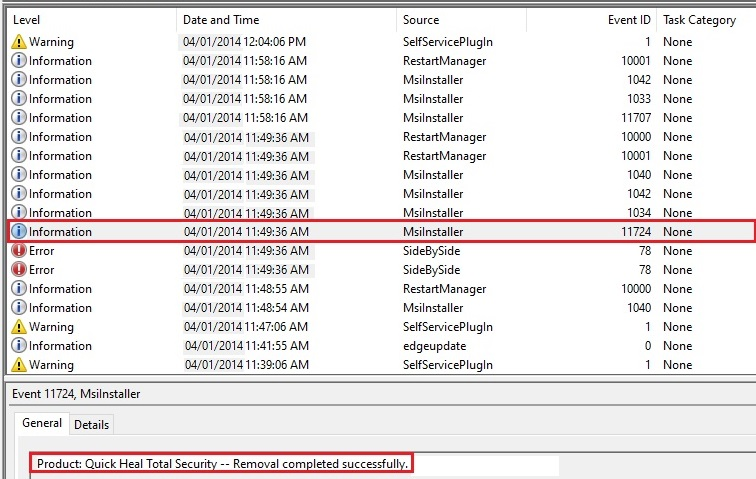 Level Date and Time Source Event ID Task Category
Warning 04/01/2014 12:04:06 PM SelfServicePlugIn 1 None
Information 04/01/2014 11:58:16 AM RestartManager 10001 None
Information 04/01/2014 11:58:16 AM MsiInstaller 1042 None
Information 04/01/2014 11:58:16 AM MsiInstaller 1033 None
Information 04/01/2014 11:58:16 AM MsiInstaller 11707 None
Information 04/01/2014 11:49:36 AM RestartManager 10000 None
Information 04/01/2014 11:49:36 AM RestartManager 10001 None
Information 04/01/2014 11:49:36 AM MsiInstaller 1040 None
Information 04/01/2014 11:49:36 AM MsiInstaller 1042 None
Information 04/01/2014 11:49:36 AM MsiInstaller 1034 None
Information 04/01/2014 11:49:36 AM MsiInstaller 11724 None
Error 04/01/2014 11:49:36 AM SideBySide 78 None
Error 04/01/2014 11:49:36 AM SideBySide 78 None
Information 04/01/2014 11:48:55 AM RestartManager 10000 None
Information 04/01/2014 11:48:54 AM MsiInstaller 1040 None
Warning 04/01/2014 11:47:06 AM SelfServicePlugIn 1 None
Information 04/01/2014 11:41:55 AM edgeupdate 0 None
Warning 04/01/2014 11:39:06 AM SelfServicePlugIn 1 None
Event 11724, MsiInstaller
General Details
Product: Quick Heal Total Security -- Removal completed successfully.